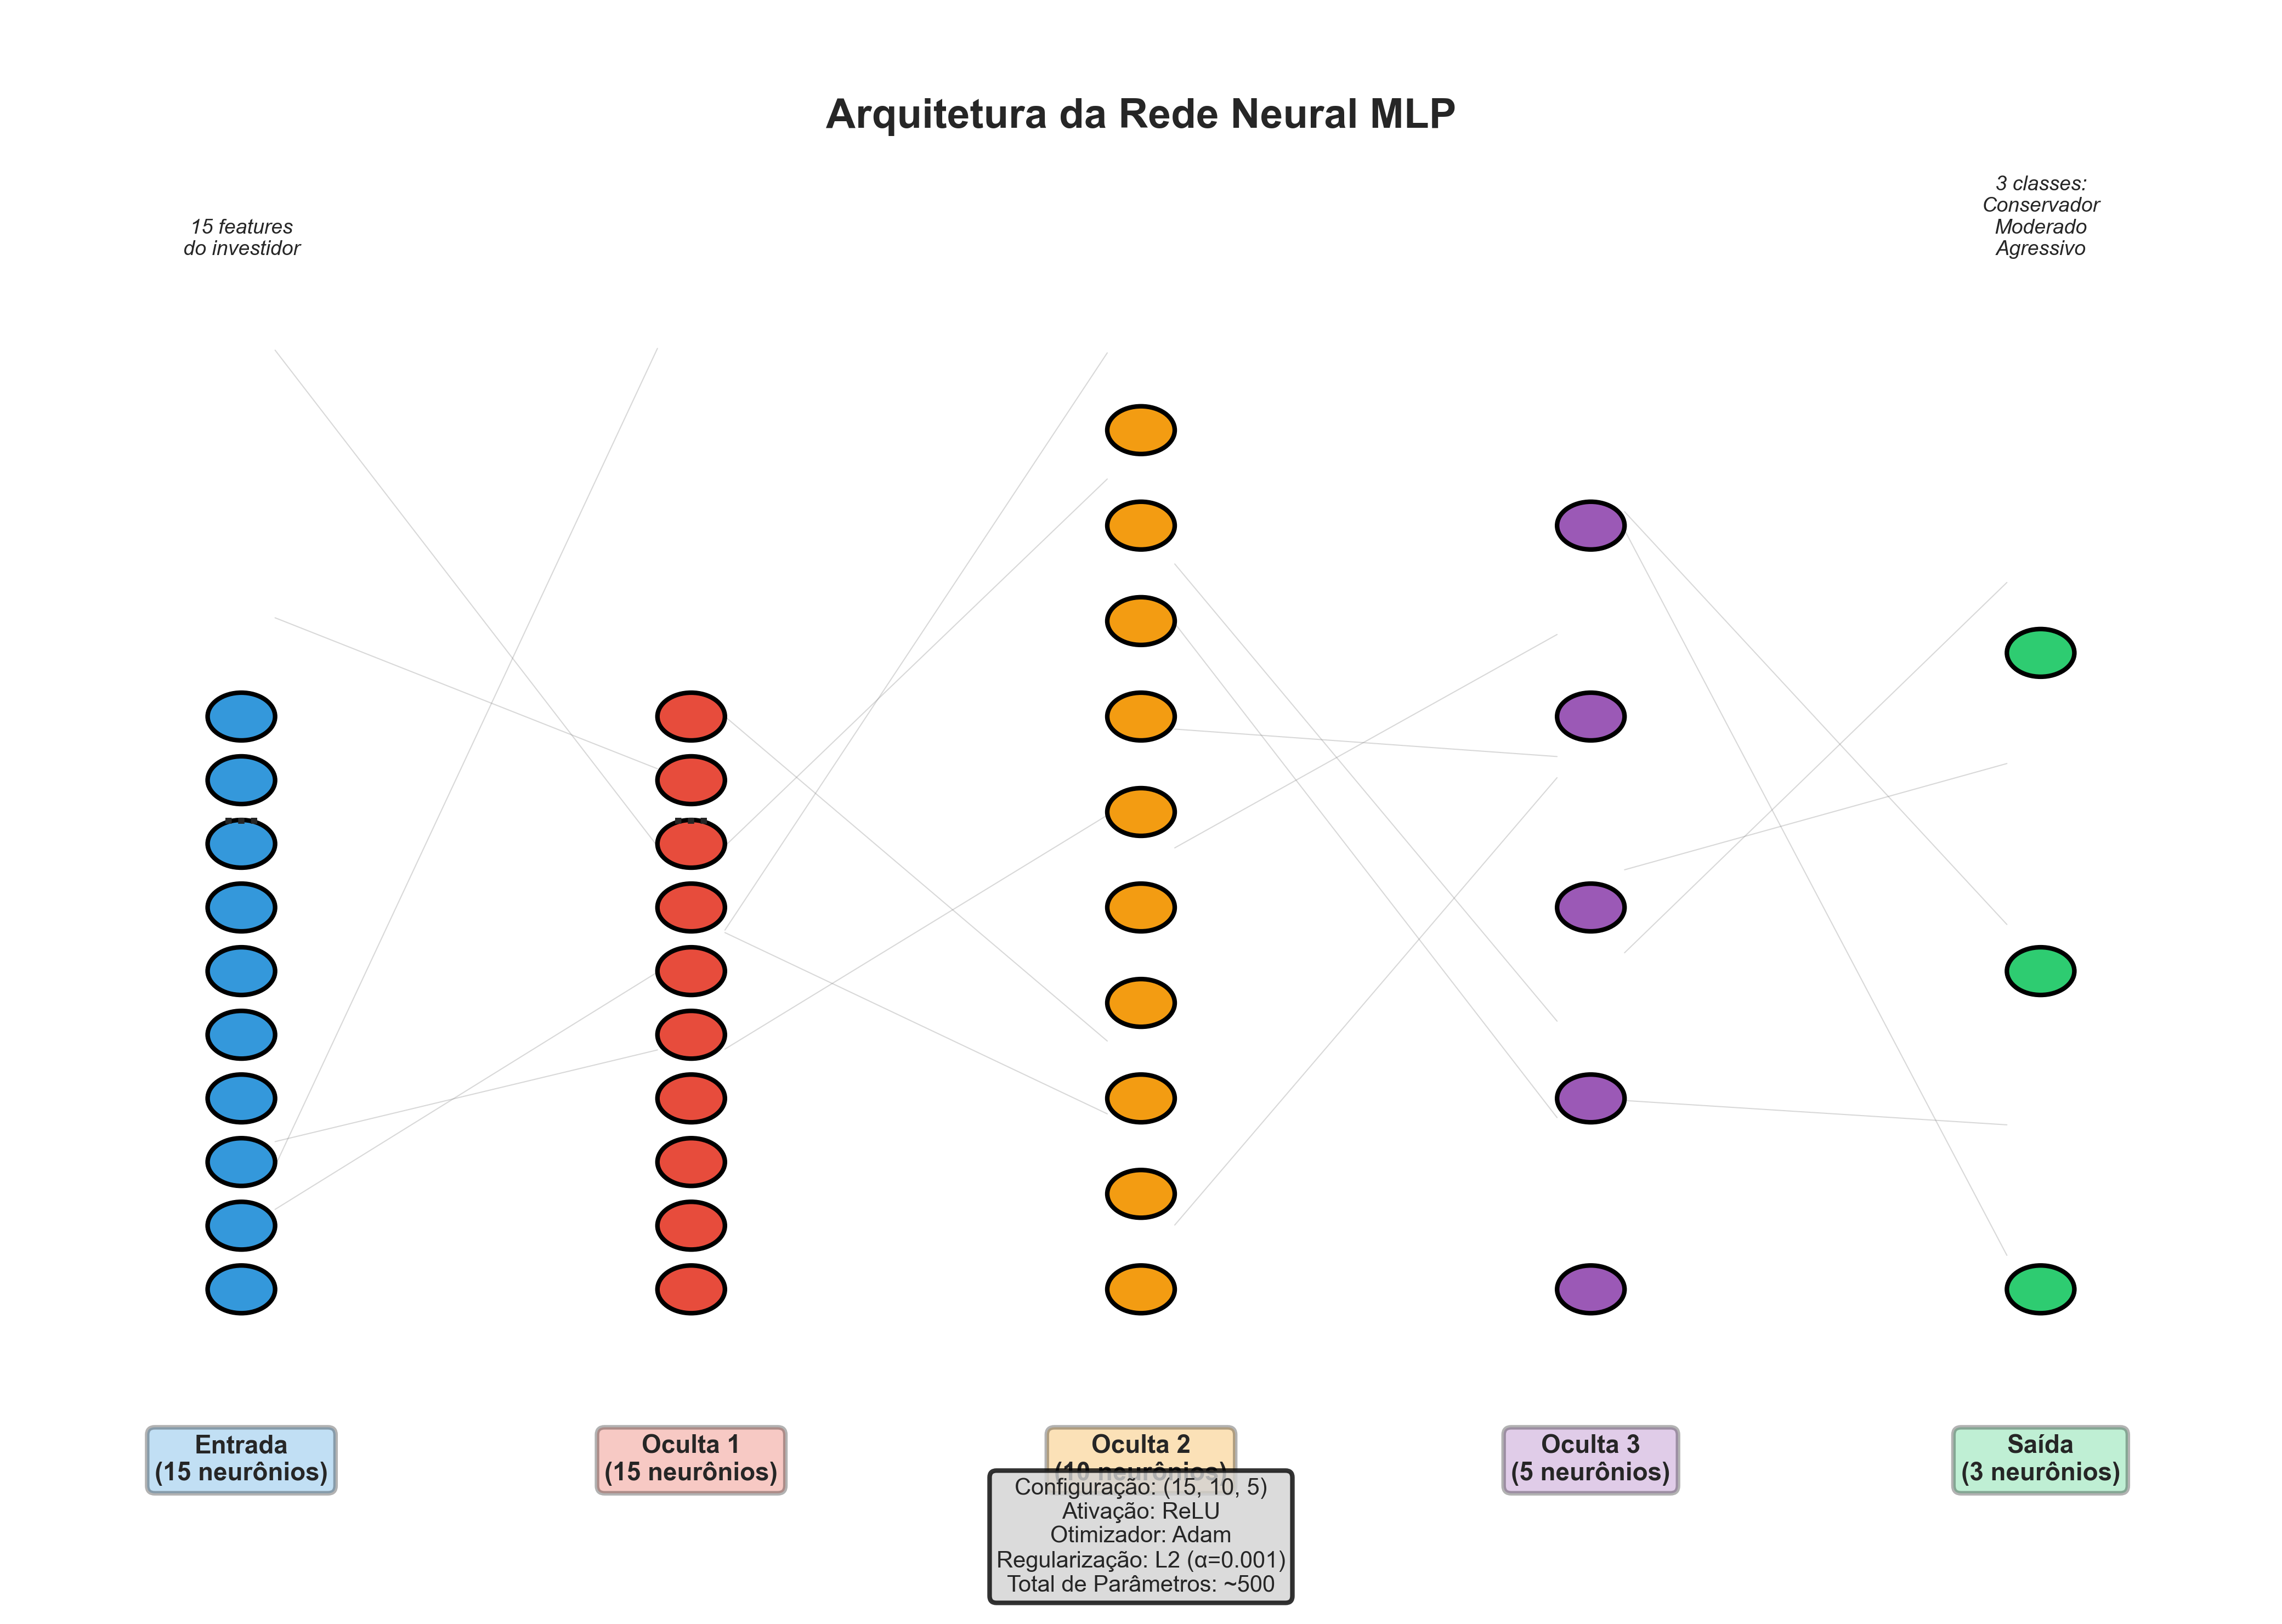 Arquitetura da Rede Neural MLP
15 features
do investidor
3 classes:
Conservador
Moderado
Agressivo
...
...
Entrada
(15 neurônios)
Oculta 1
(15 neurônios)
Oculta 2
(10 neurônios)
Oculta 3
(5 neurônios)
Saída
(3 neurônios)
Configuração: (15, 10, 5)
Ativação: ReLU
Otimizador: Adam
Regularização: L2 (α=0.001)
Total de Parâmetros: ~500